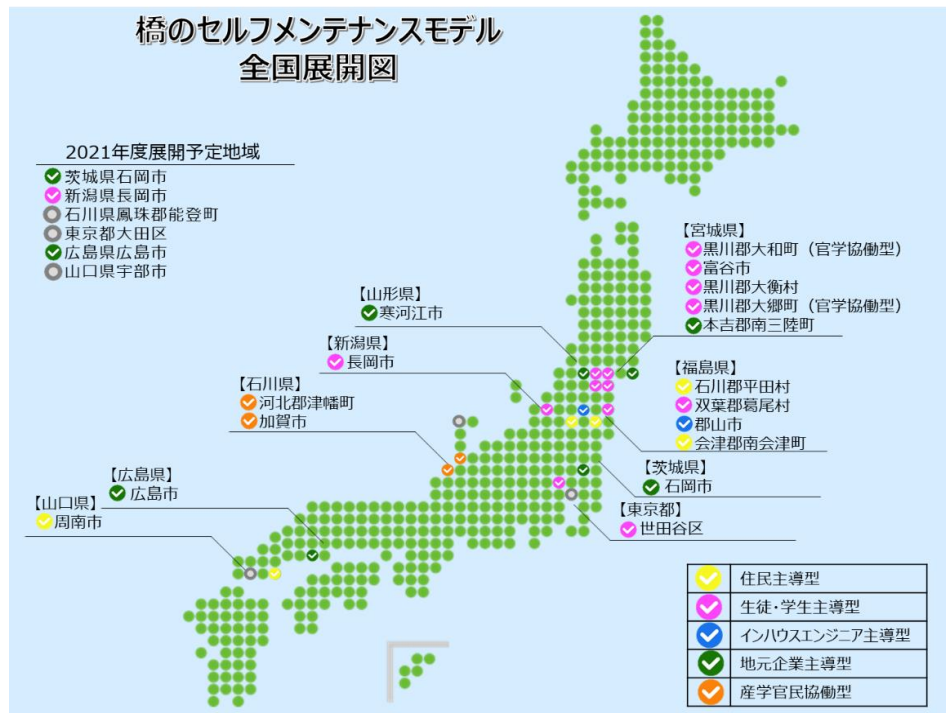 橋のセルフメンテナンスモデル
全国展開図
2021年度展開予定地域
茨城県石岡市
新潟県長岡市
石川県鳳珠郡能登町
東京都大田区
広島県広島市
山口県宇部市
【宮城県】
黒川郡大和町（官学協働型）
富谷市
黒川郡大衡村
黒川郡大郷町（官学協働型）
本吉郡南三陸町
【山形県】
寒河江市
【新潟県】
長岡市
【福島県】
石川郡平田村
双葉郡葛尾村
郡山市
会津郡南会津町
【石川県】
河北郡津幡町
加賀市
【茨城県】
石岡市
【広島県】
広島市
【東京都】
世田谷区
【山口県】
周南市
住民主導型
生徒・学生主導型
インハウスエンジニア主導型
地元企業主導型
産学官民協働型